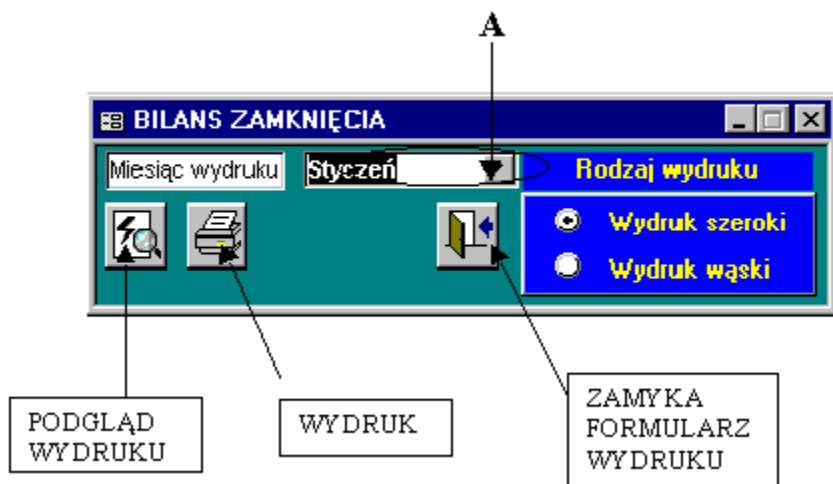 A
BILANS ZAMKNIĘCIA
Miesiąc wydruku
Styczeń
Rodzaj wydruku
Wydruk szeroki
Wydruk wąski
PODGLĄD
WYDRUKU
WYDRUK
ZAMYKA
FORMULARZ
WYDRUKU